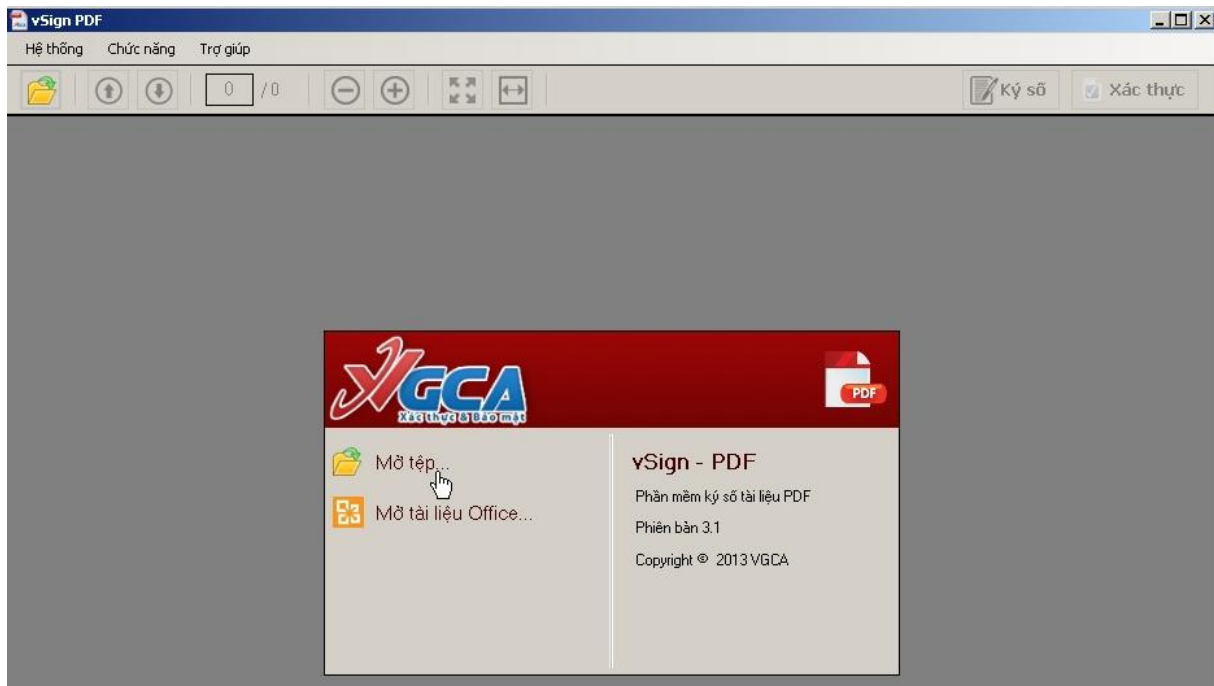 vSign PDF
Hệ thống Chức năng Trợ giúp
0 / 0 Ký số Xác thực
VGCA
Xác thực & Bảo mật
PDF
Mở tệp...
Mở tài liệu Office...
vSign - PDF
Phần mềm ký số tài liệu PDF
Phiên bản 3.1
Copyright © 2013 VGCA